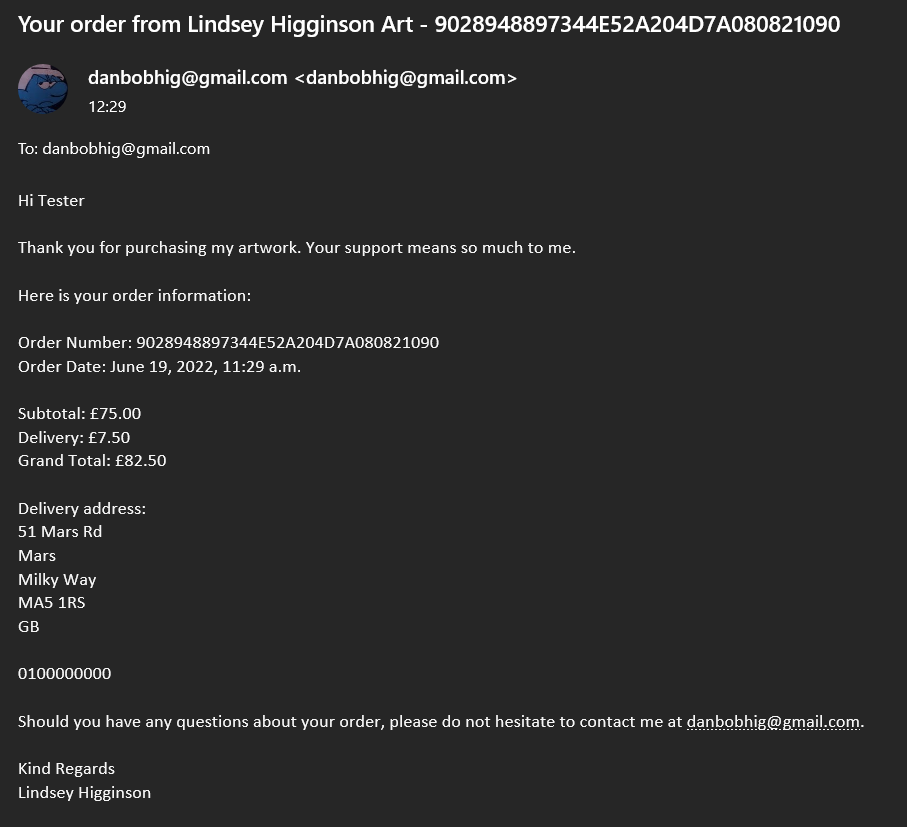 Your order from Lindsey Higginson Art - 9028948897344E52A204D7A080821090
danbobhig@gmail.com <danbobhig@gmail.com>
12:29
To: danbobhig@gmail.com
Hi Tester
Thank you for purchasing my artwork. Your support means so much to me.
Here is your order information:
Order Number: 9028948897344E52A204D7A080821090
Order Date: June 19, 2022, 11:29 a.m.
Subtotal: £75.00
Delivery: £7.50
Grand Total: £82.50
Delivery address:
51 Mars Rd
Mars
Milky Way
MA5 1RS
GB
0100000000
Should you have any questions about your order, please do not hesitate to contact me at danbobhig@gmail.com.
Kind Regards
Lindsey Higginson